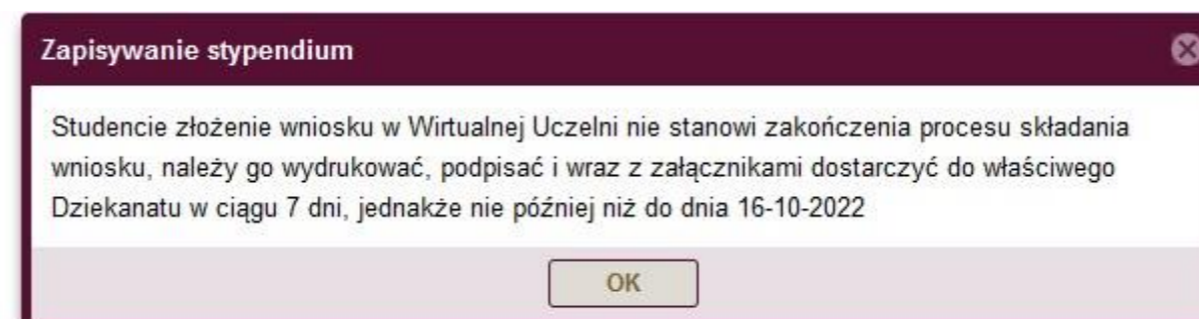 Zapisywanie stypendium
Studencie złożenie wniosku w Wirtualnej Uczelni nie stanowi zakończenia procesu składania
wniosku, należy go wydrukować, podpisać i wraz z załącznikami dostarczyć do właściwego
Dziekanatu w ciągu 7 dni, jednakże nie później niż do dnia 16-10-2022
OK